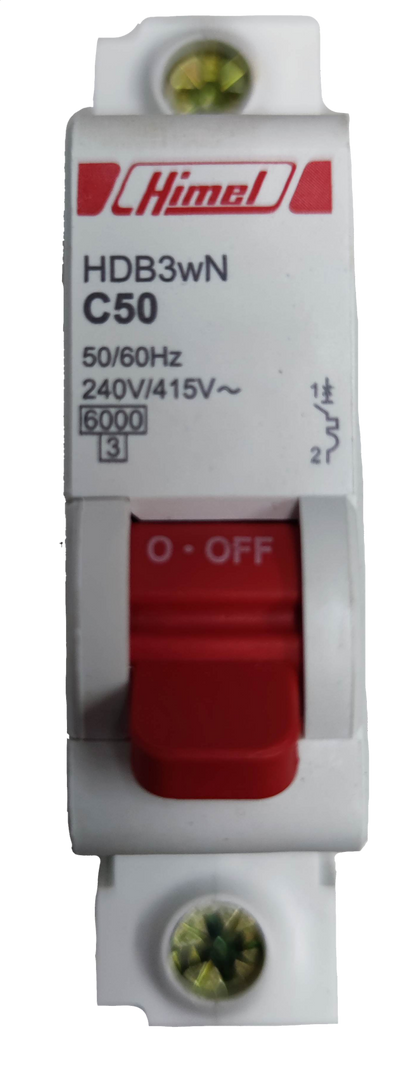 Himel
HDB3wN
C50
50/60Hz
240V/415V~
6000
3
1
2
O · OFF